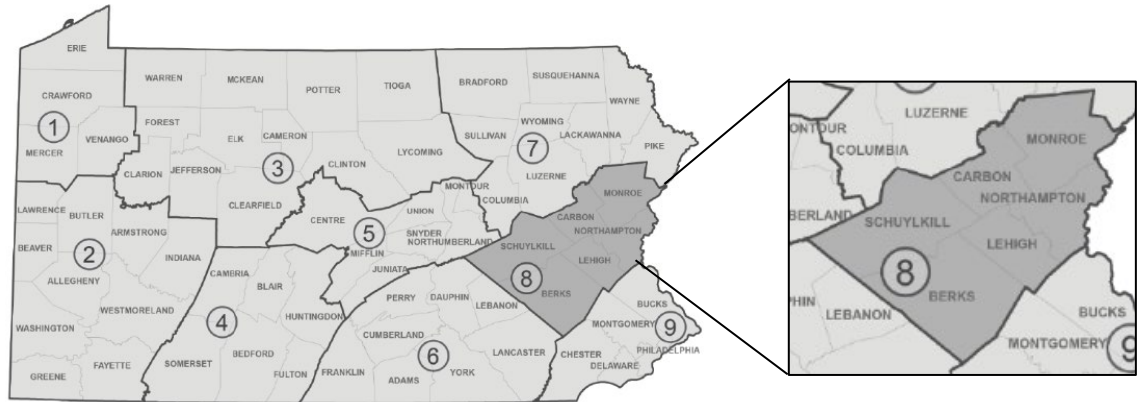 ERIE
CRAWFORD
1
MERCER
VENANGO
WARREN
MCKEAN
POTTER
TIOGA
FOREST
ELK
CAMERON
3
CLARION
JEFFERSON
CLINTON
LYCOMING
CLEARFIELD
BRADFORD
SUSQUEHANNA
WAYNE
WYOMING
SULLIVAN
LACKAWANNA
7
PIKE
LUZERNE
COLUMBIA
LAWRENCE
BUTLER
ARMSTRONG
BEAVER
2
INDIANA
ALLEGHENY
WESTMORELAND
WASHINGTON
FAYETTE
GREENE
CENTRE
UNION
MONTOUR
5
SNYDER
NORTHUMBERLAND
MIFFLIN
JUNIATA
CAMBRIA
BLAIR
4
HUNTINGDON
SOMERSET
BEDFORD
FULTON
PERRY
DAUPHIN
LEBANON
CUMBERLAND
6
LANCASTER
FRANKLIN
ADAMS
YORK
MONROE
CARBON
NORTHAMPTON
SCHUYLKILL
LEHIGH
8
BERKS
BUCKS
MONTGOMERY
9
PHILADELPHIA
CHESTER
DELAWARE
LUZERNE
ONTOUR
COLUMBIA
MONROE
CARBON
NORTHAMPTON
BERLAND
SCHUYLKILL
LEHIGH
8
BERKS
HIN
LEBANON
BUCKS
MONTGOMERY
9